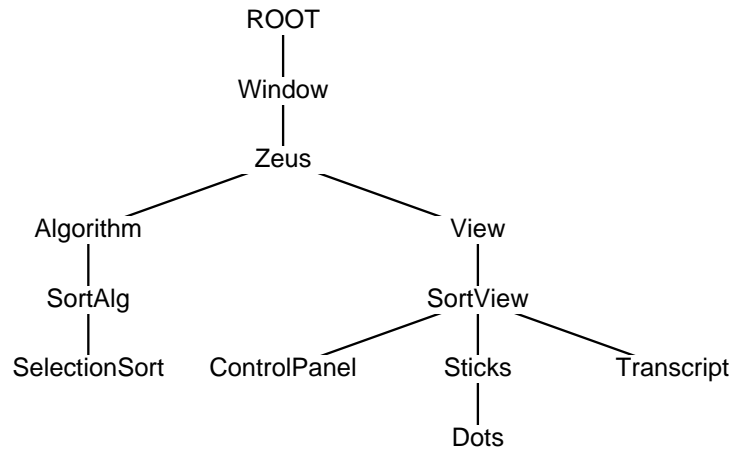 ROOT
Window
Zeus
Algorithm View
SortAlg SortView
SelectionSort ControlPanel Sticks Transcript
Dots